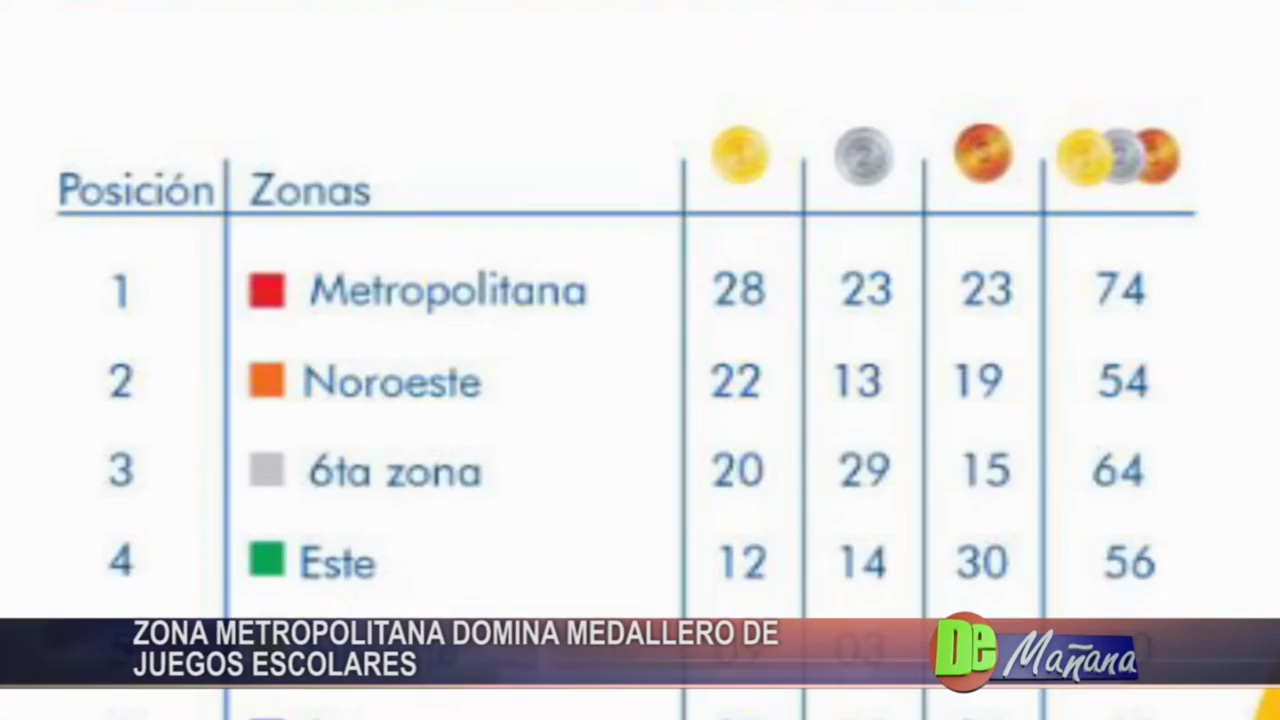 Posición Zonas
1 Metropolitana 28 23 23 74
2 Noroeste 22 13 19 54
3 6ta zona 20 29 15 64
4 Este 12 14 30 56
ZONA METROPOLITANA DOMINA MEDALLERO DE
JUEGOS ESCOLARES
De Mañana